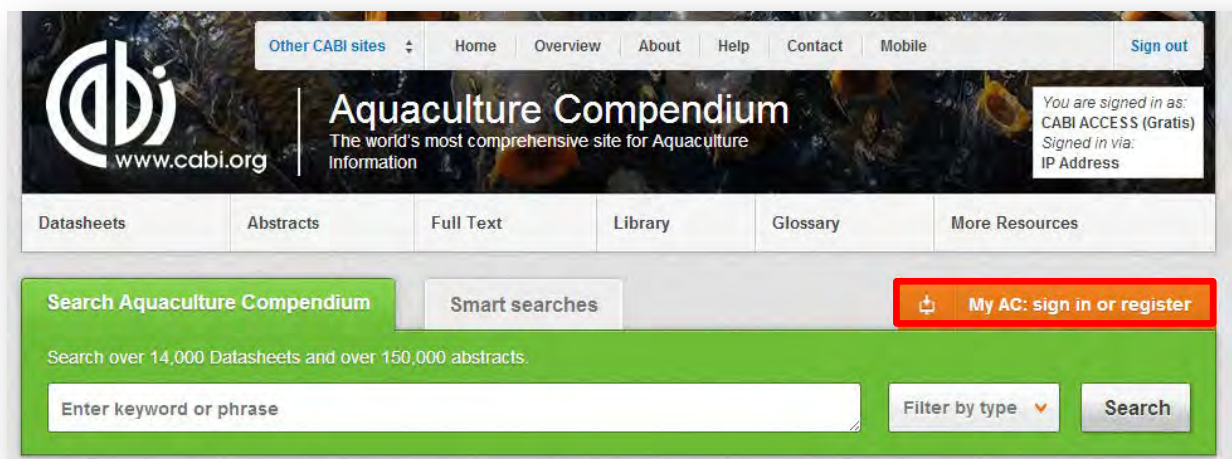 Other CABI sites Home Overview About Help Contact Mobile Sign out
cabi
www.cabi.org
Aquaculture Compendium
The world's most comprehensive site for Aquaculture
Information
You are signed in as:
CABI ACCESS (Gratis)
Signed in via:
IP Address
Datasheets Abstracts Full Text Library Glossary More Resources
Search Aquaculture Compendium Smart searches My AC: sign in or register
Search over 14,000 Datasheets and over 150,000 abstracts.
Enter keyword or phrase Filter by type Search